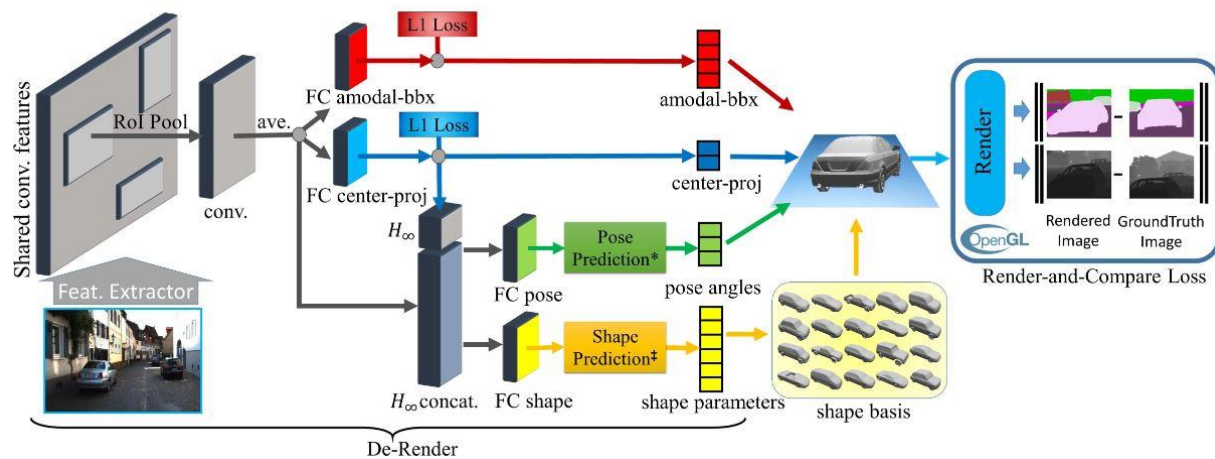 Shared conv. features
RoI Pool
conv.
ave.
Feat. Extractor
L1 Loss
FC amodal-bbx
amodal-bbx
L1 Loss
FC center-proj
center-proj
H∞
H∞ concat.
FC pose
Pose
Prediction*
pose angles
FC shape
Shape
Prediction‡
shape parameters
shape basis
De-Render
Render
OpenGL
Rendered
Image
GroundTruth
Image
Render-and-Compare Loss